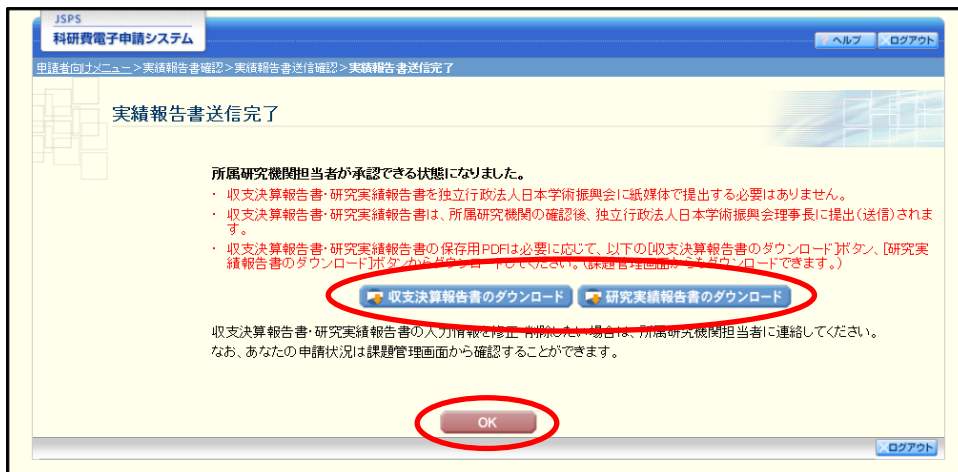 JSPS
科研費電子申請システム
? ヘルプ
×ログアウト
申請者向けメニュー>実績報告書確認>実績報告書送信確認>実績報告書送信完了
実績報告書送信完了
所属研究機関担当者が承認できる状態になりました。
・ 収支決算報告書・研究実績報告書を独立行政法人日本学術振興会に紙媒体で提出する必要はありません。
・ 収支決算報告書・研究実績報告書は、所属研究機関の確認後、独立行政法人日本学術振興会理事長に提出(送信)されま
す。
・ 収支決算報告書・研究実績報告書の保存用PDFは必要に応じて、以下の[収支決算報告書のダウンロード]ボタン、[研究実
績報告書のダウンロード]ボタンからダウンロードしてください。(課題管理画面からもダウンロードできます。)
収支決算報告書のダウンロード
研究実績報告書のダウンロード
収支決算報告書・研究実績報告書の入力情報を修正・削除したい場合は、所属研究機関担当者に連絡してください。
なお、あなたの申請状況は課題管理画面から確認することができます。
OK
×ログアウト